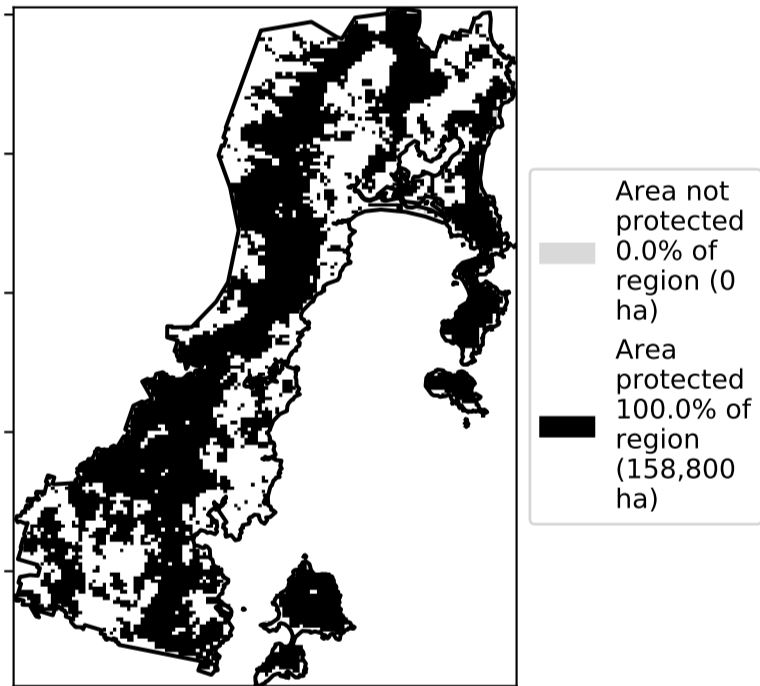 Area not
protected
0.0% of
region (0
ha)
Area
protected
100.0% of
region
(158,800
ha)